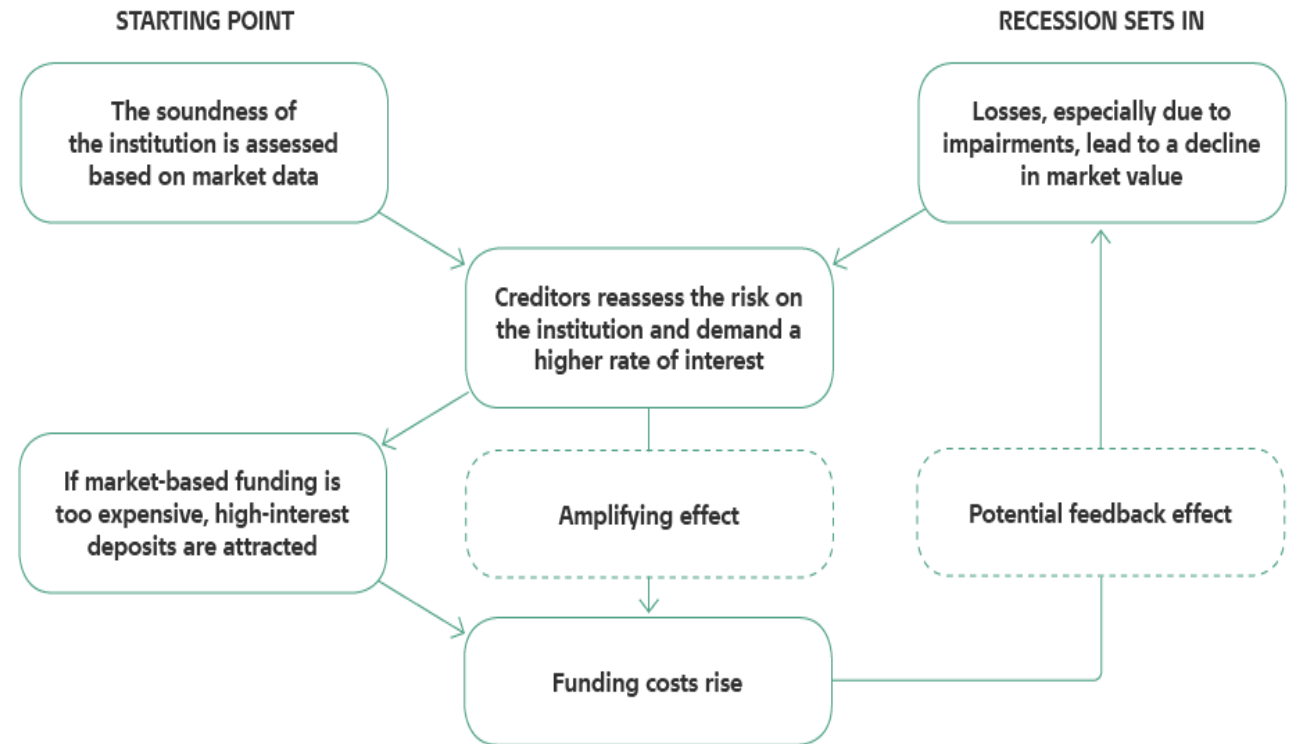 STARTING POINT
RECESSION SETS IN
The soundness of
the institution is assessed
based on market data
Losses, especially due to
impairments, lead to a decline
in market value
Creditors reassess the risk on
the institution and demand a
higher rate of interest
If market-based funding is
too expensive, high-interest
deposits are attracted
Amplifying effect
Potential feedback effect
Funding costs rise